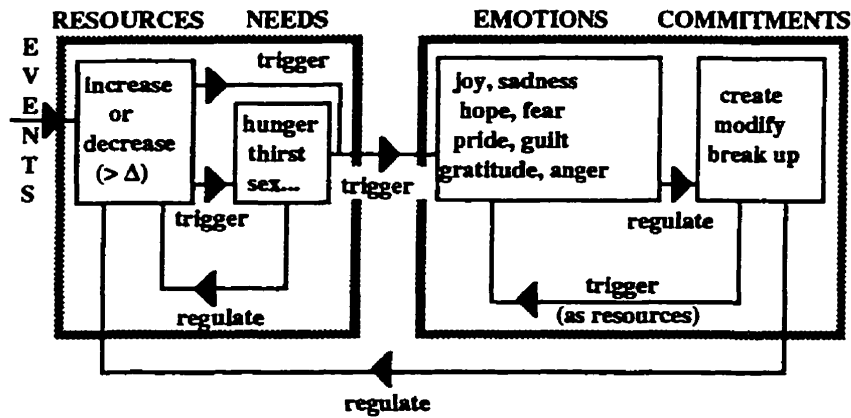 RESOURCES NEEDS EMOTIONS COMMITMENTS
EVENTS
increase
or
decrease
(> Δ)
trigger
hunger
thirst
sex...
trigger
regulate
trigger
joy, sadness
hope, fear
pride, guilt
gratitude, anger
create
modify
break up
regulate
trigger
(as resources)
regulate